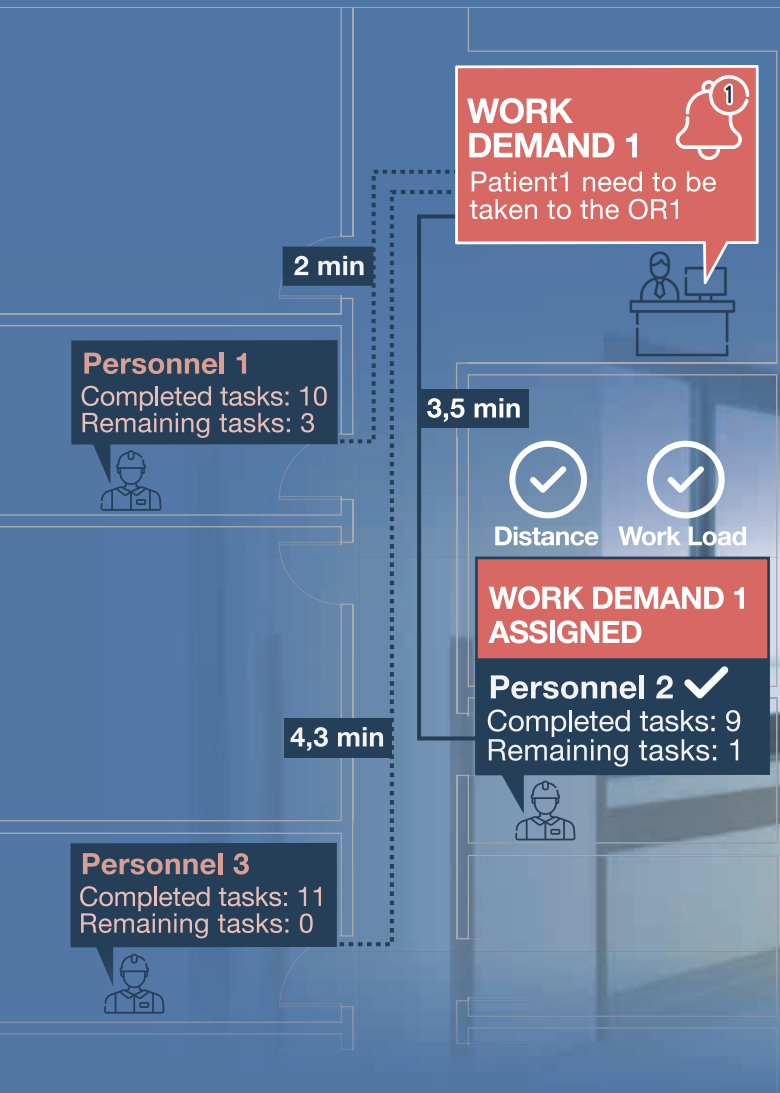 1
WORK
DEMAND 1
Patient1 need to be
taken to the OR1
2 min
Personnel 1
Completed tasks: 10
Remaining tasks: 3
3,5 min
Distance
Work Load
WORK DEMAND 1
ASSIGNED
Personnel 2
Completed tasks: 9
Remaining tasks: 1
4,3 min
Personnel 3
Completed tasks: 11
Remaining tasks: 0